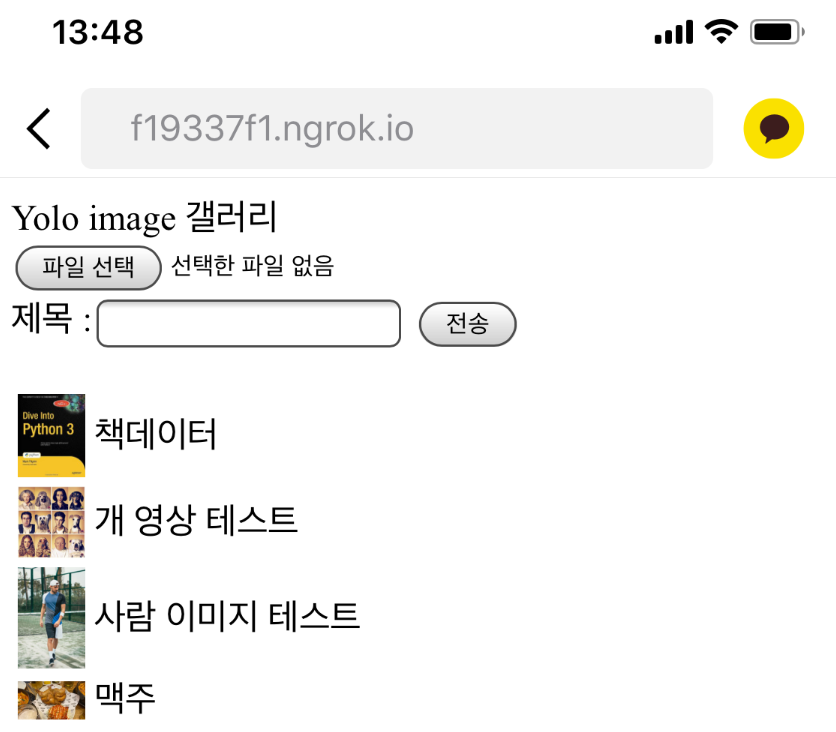 13:48
f19337f1.ngrok.io
Yolo image 갤러리
파일 선택 선택한 파일 없음
제목 : 전송
Dive Into
Python 3
책데이터
개 영상 테스트
사람 이미지 테스트
맥주